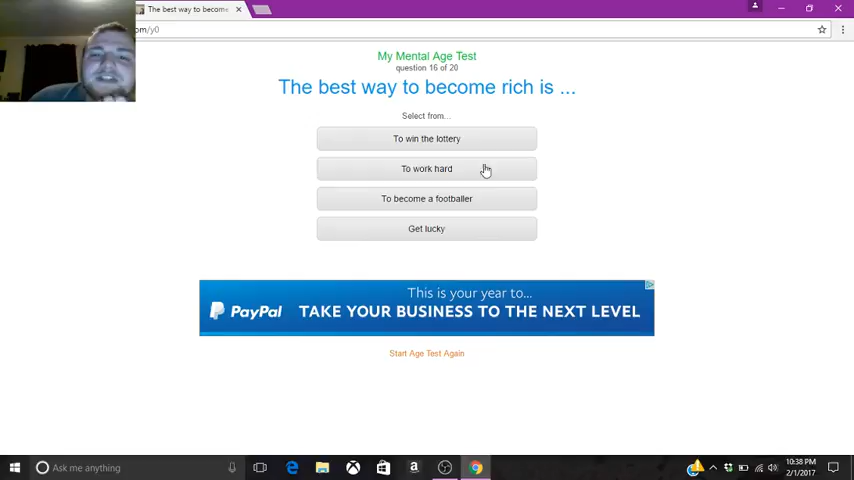 The best way to become
om/y0
My Mental Age Test
question 16 of 20
The best way to become rich is ...
Select from...
To win the lottery
To work hard
To become a footballer
Get lucky
This is your year to...
PayPal TAKE YOUR BUSINESS TO THE NEXT LEVEL
Start Age Test Again
Ask me anything
10:38 PM
2/1/2017